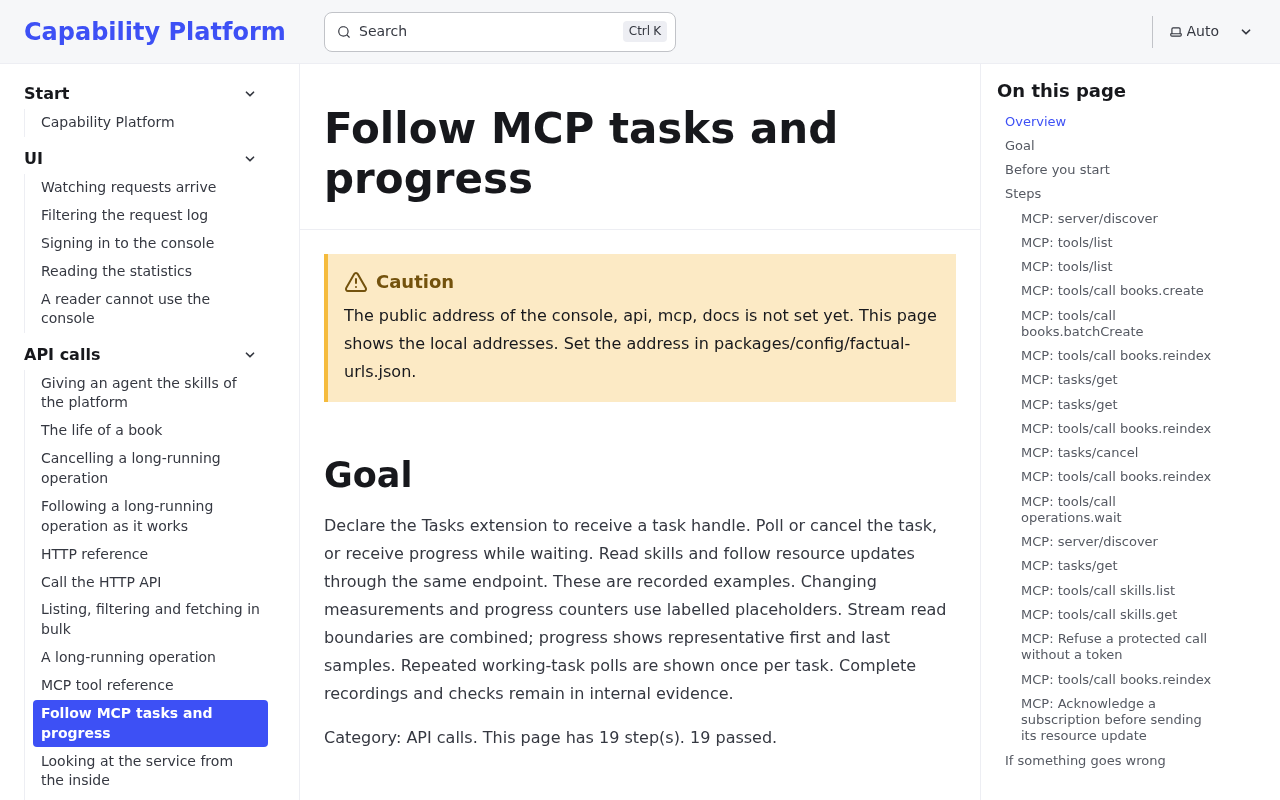 Capability Platform
Search
Ctrl K
Auto
Start
Capability Platform
UI
Watching requests arrive
Filtering the request log
Signing in to the console
Reading the statistics
A reader cannot use the
console
API calls
Giving an agent the skills of
the platform
The life of a book
Cancelling a long-running
operation
Following a long-running
operation as it works
HTTP reference
Call the HTTP API
Listing, filtering and fetching in
bulk
A long-running operation
MCP tool reference
Follow MCP tasks and
progress
Looking at the service from
the inside
Follow MCP tasks and
progress
Caution
The public address of the console, api, mcp, docs is not set yet. This page
shows the local addresses. Set the address in packages/config/factual-
urls.json.
Goal
Declare the Tasks extension to receive a task handle. Poll or cancel the task,
or receive progress while waiting. Read skills and follow resource updates
through the same endpoint. These are recorded examples. Changing
measurements and progress counters use labelled placeholders. Stream read
boundaries are combined; progress shows representative first and last
samples. Repeated working-task polls are shown once per task. Complete
recordings and checks remain in internal evidence.
Category: API calls. This page has 19 step(s). 19 passed.
On this page
Overview
Goal
Before you start
Steps
MCP: server/discover
MCP: tools/list
MCP: tools/list
MCP: tools/call books.create
MCP: tools/call
books.batchCreate
MCP: tools/call books.reindex
MCP: tasks/get
MCP: tasks/get
MCP: tools/call books.reindex
MCP: tasks/cancel
MCP: tools/call books.reindex
MCP: tools/call
operations.wait
MCP: server/discover
MCP: tasks/get
MCP: tools/call skills.list
MCP: tools/call skills.get
MCP: Refuse a protected call
without a token
MCP: tools/call books.reindex
MCP: Acknowledge a
subscription before sending
its resource update
If something goes wrong